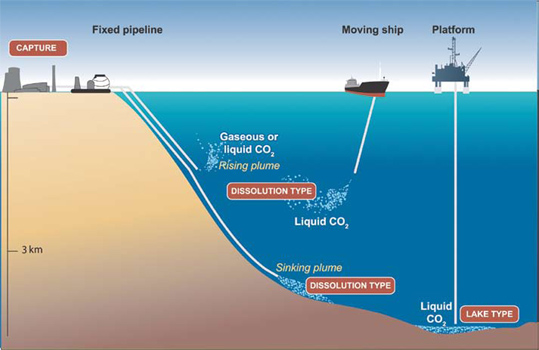 Fixed pipeline
Moving ship
Platform
CAPTURE
Gaseous or
liquid CO₂
Rising plume
DISSOLUTION TYPE
Liquid CO₂
3 km
Sinking plume
DISSOLUTION TYPE
Liquid
CO₂
LAKE TYPE